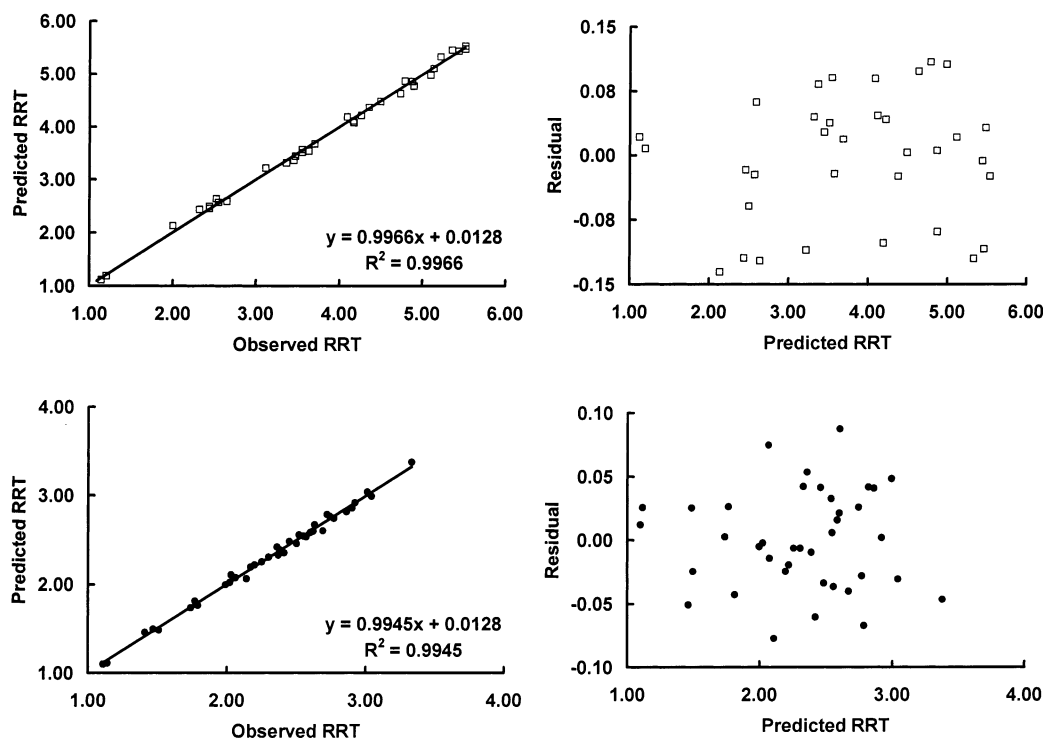 6.00
5.00
4.00
3.00
2.00
1.00
Predicted RRT
y = 0.9966x + 0.0128
R² = 0.9966
1.00 2.00 3.00 4.00 5.00 6.00
Observed RRT
0.15
0.08
0.00
-0.08
-0.15
Residual
1.00 2.00 3.00 4.00 5.00 6.00
Predicted RRT
4.00
3.00
2.00
1.00
Predicted RRT
y = 0.9945x + 0.0128
R² = 0.9945
1.00 2.00 3.00 4.00
Observed RRT
0.10
0.05
0.00
-0.05
-0.10
Residual
1.00 2.00 3.00 4.00
Predicted RRT